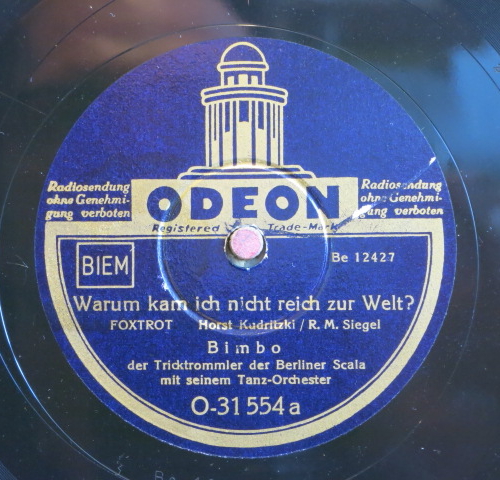 Radiosendung
ohne Genehmi-
gung verboten
ODEON
Radiosendung
ohne Genehmi-
gung verboten
Registered Trade-Mark
BIEM
Be 12427
Warum kam ich nicht reich zur Welt?
FOXTROT Horst Kudritzki / R. M. Siegel
Bimbo
der Tricktrommler der Berliner Scala
mit seinem Tanz-Orchester
O-31554a